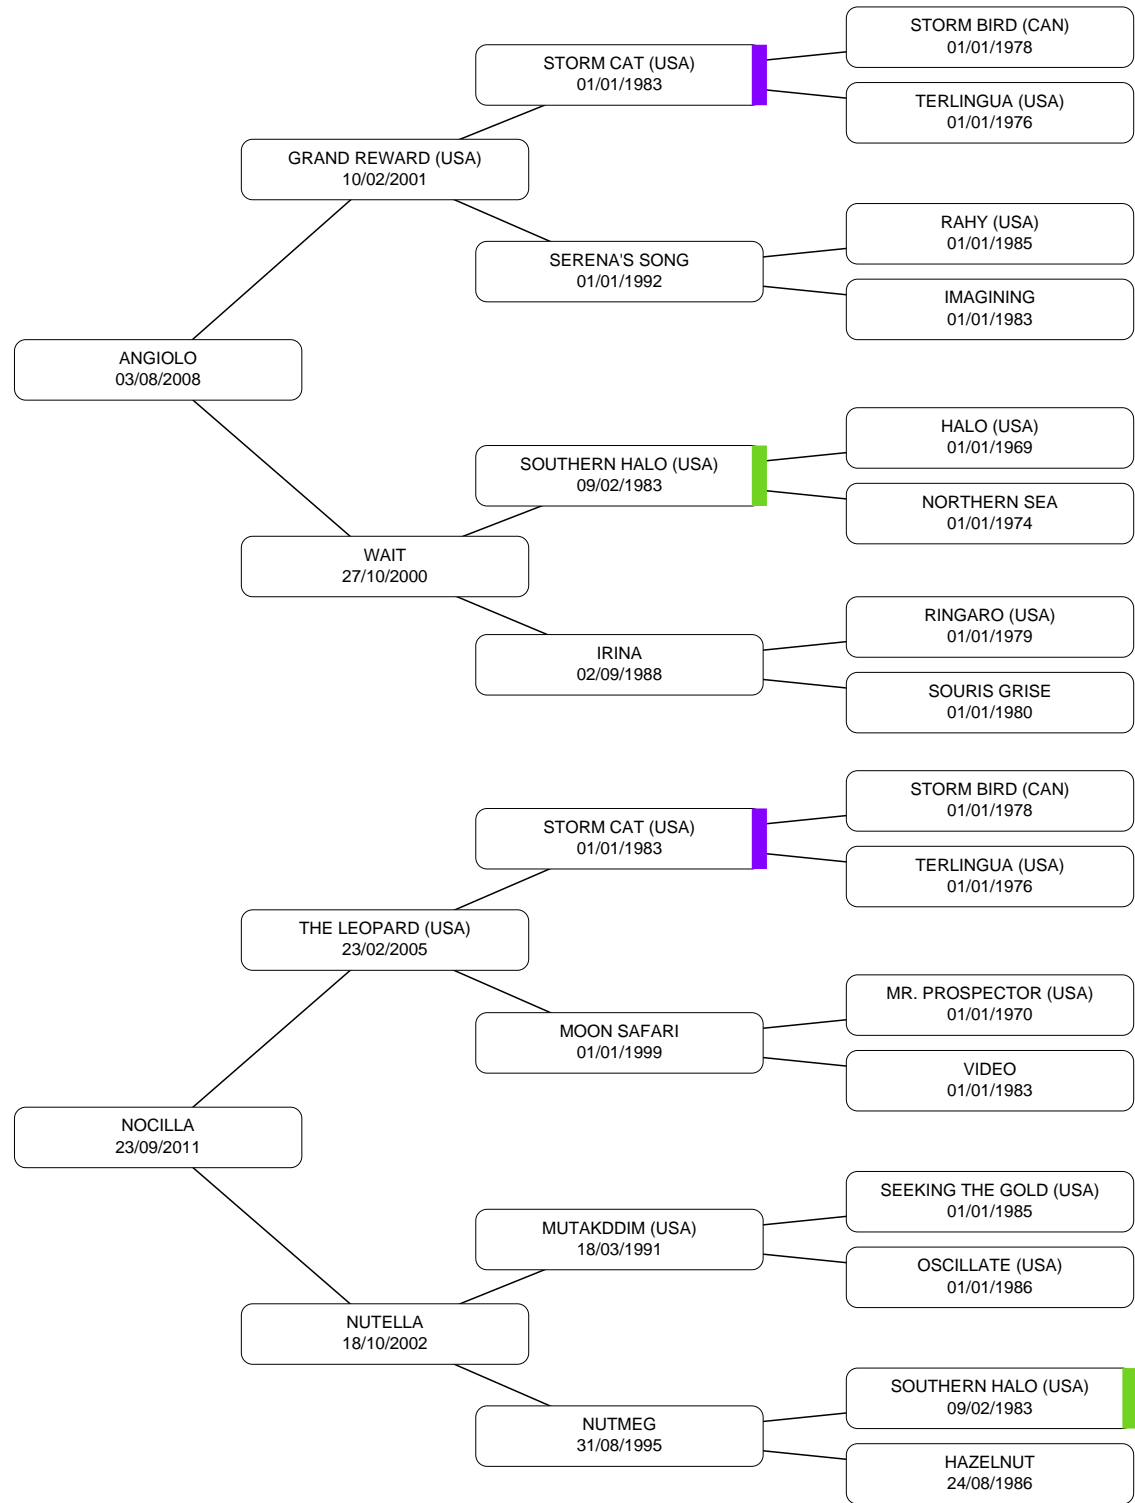 STORM BIRD (CAN)
01/01/1978
STORM CAT (USA)
01/01/1983
TERLINGUA (USA)
01/01/1976
GRAND REWARD (USA)
10/02/2001
RAHY (USA)
01/01/1985
SERENA'S SONG
01/01/1992
IMAGINING
01/01/1983
ANGIOLO
03/08/2008
HALO (USA)
01/01/1969
SOUTHERN HALO (USA)
09/02/1983
NORTHERN SEA
01/01/1974
WAIT
27/10/2000
RINGARO (USA)
01/01/1979
IRINA
02/09/1988
SOURIS GRISE
01/01/1980
STORM BIRD (CAN)
01/01/1978
STORM CAT (USA)
01/01/1983
TERLINGUA (USA)
01/01/1976
THE LEOPARD (USA)
23/02/2005
MR. PROSPECTOR (USA)
01/01/1970
MOON SAFARI
01/01/1999
VIDEO
01/01/1983
NOCILLA
23/09/2011
SEEKING THE GOLD (USA)
01/01/1985
MUTAKDDIM (USA)
18/03/1991
OSCILLATE (USA)
01/01/1986
NUTELLA
18/10/2002
SOUTHERN HALO (USA)
09/02/1983
NUTMEG
31/08/1995
HAZELNUT
24/08/1986